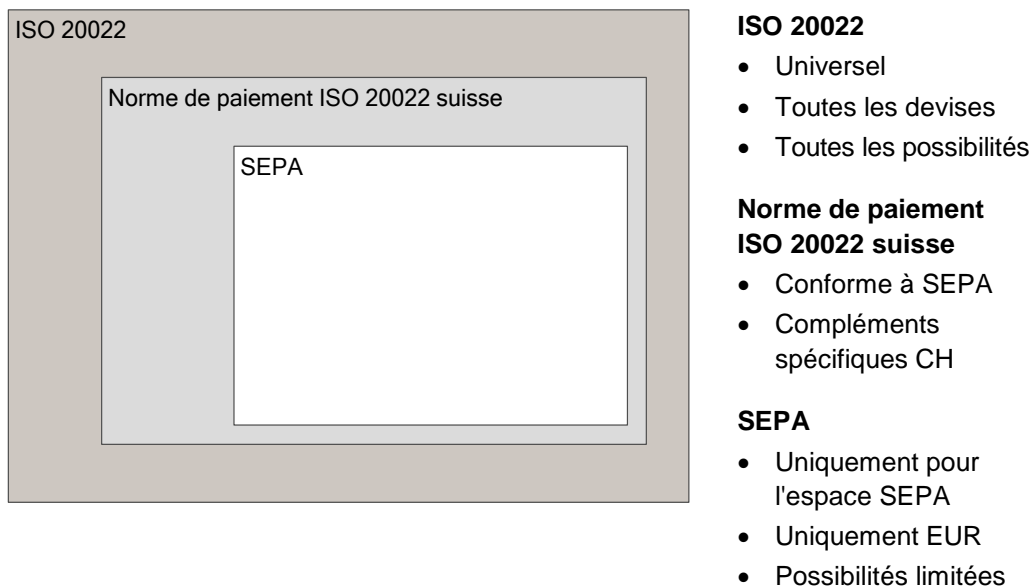 ISO 20022
Norme de paiement ISO 20022 suisse
SEPA
ISO 20022
• Universel
• Toutes les devises
• Toutes les possibilités
Norme de paiement
ISO 20022 suisse
• Conforme à SEPA
• Compléments
spécifiques CH
SEPA
• Uniquement pour
l'espace SEPA
• Uniquement EUR
• Possibilités limitées